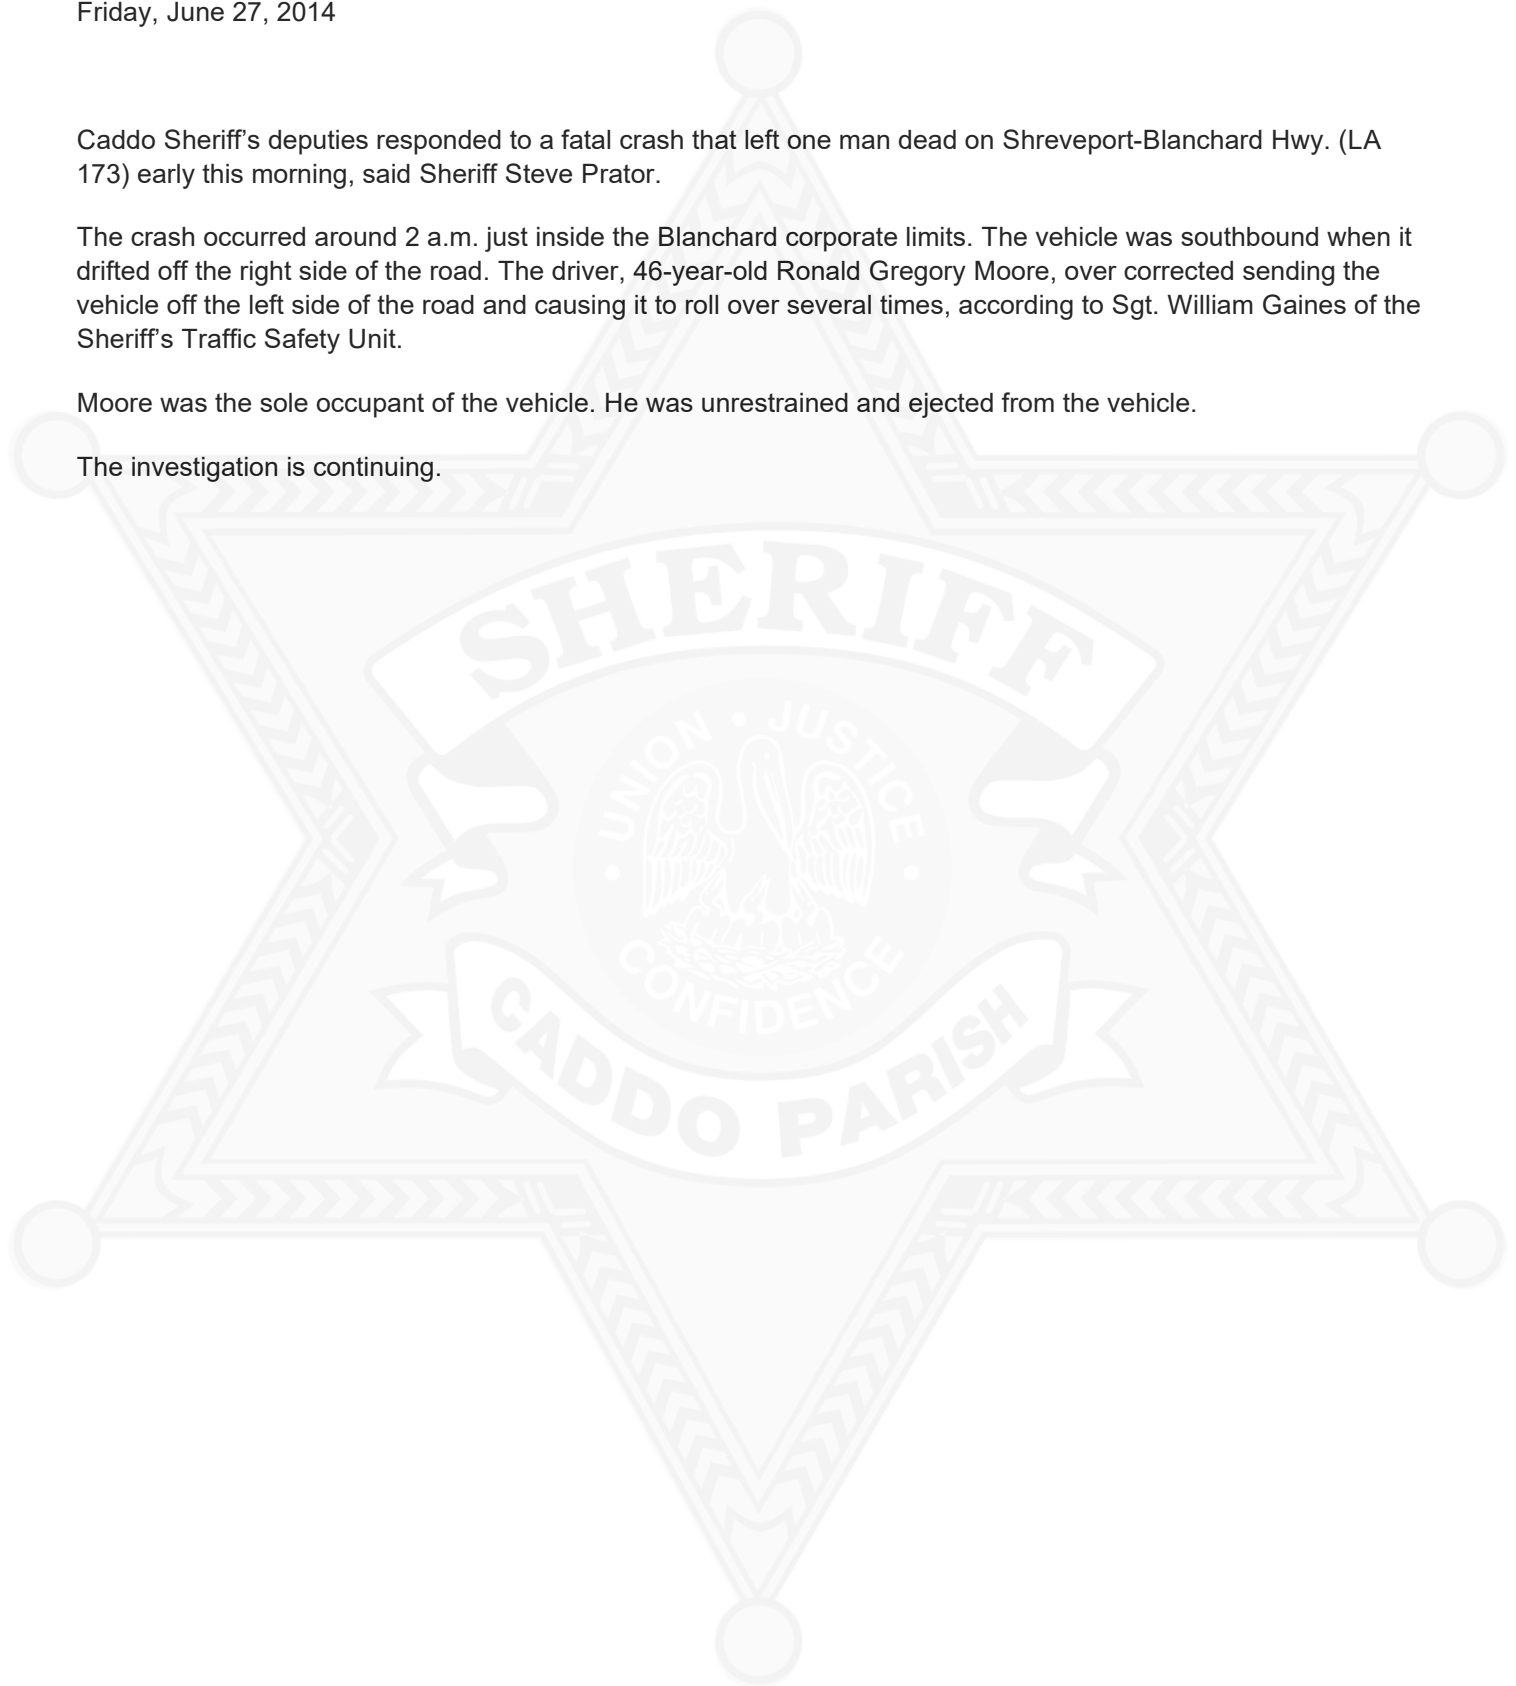 Friday, June 27, 2014
Caddo Sheriff’s deputies responded to a fatal crash that left one man dead on Shreveport-Blanchard Hwy. (LA
173) early this morning, said Sheriff Steve Prator.
The crash occurred around 2 a.m. just inside the Blanchard corporate limits. The vehicle was southbound when it
drifted off the right side of the road. The driver, 46-year-old Ronald Gregory Moore, over corrected sending the
vehicle off the left side of the road and causing it to roll over several times, according to Sgt. William Gaines of the
Sheriff’s Traffic Safety Unit.
Moore was the sole occupant of the vehicle. He was unrestrained and ejected from the vehicle.
The investigation is continuing.
SHERIFF
UNION • JUSTICE
• CONFIDENCE •
CADDO PARISH